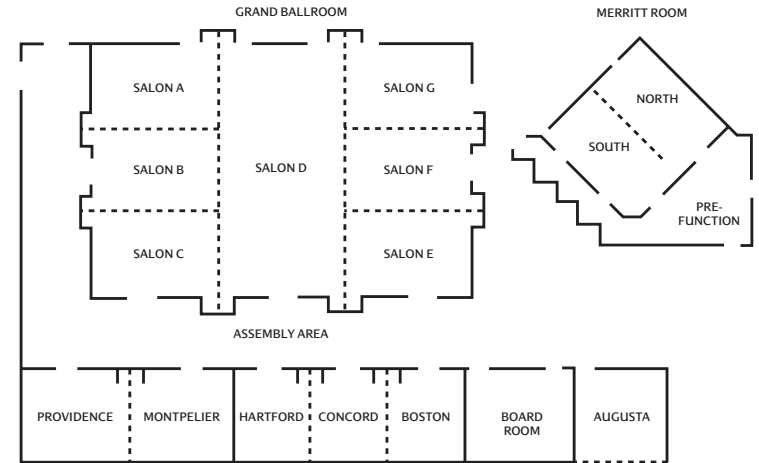 GRAND BALLROOM
MERRITT ROOM
SALON A
SALON G
NORTH
SOUTH
SALON B
SALON D
SALON F
PRE-
FUNCTION
SALON C
SALON E
ASSEMBLY AREA
PROVIDENCE
MONTPELIER
HARTFORD
CONCORD
BOSTON
BOARD
ROOM
AUGUSTA